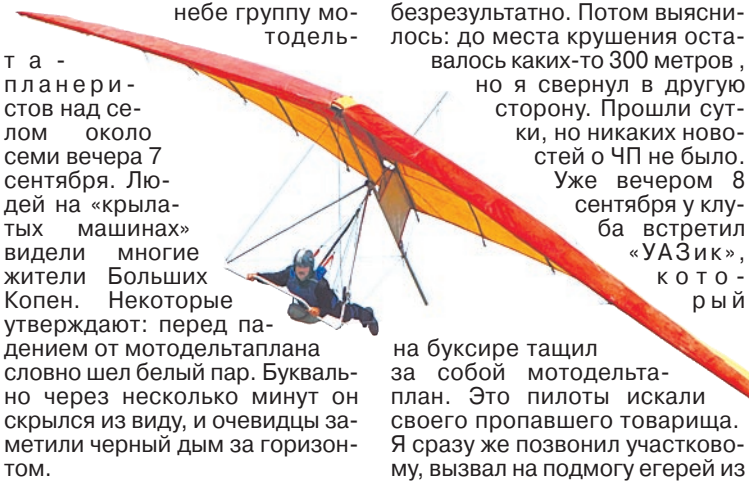 небе группу мо-
тодель-
та-
планери-
стов над се-
лом около
семи вечера 7
сентября. Лю-
дей на «крыла-
тых машинах»
видели многие
жители Больших
Копен. Некоторые
утверждают: перед па-
дением от мотодельтаплана
словно шел белый пар. Букваль-
но через несколько минут он
скрылся из виду, и очевидцы за-
метили черный дым за горизон-
том.
безрезультатно. Потом выясни-
лось: до места крушения оста-
валось каких-то 300 метров ,
но я свернул в другую
сторону. Прошли сут-
ки, но никаких ново-
стей о ЧП не было.
Уже вечером 8
сентября у клу-
ба встретил
«УАЗик»,
кото-
рый
на буксире тащил
за собой мотодельта-
план. Это пилоты искали
своего пропавшего товарища.
Я сразу же позвонил участково-
му, вызвал на подмогу егерей из